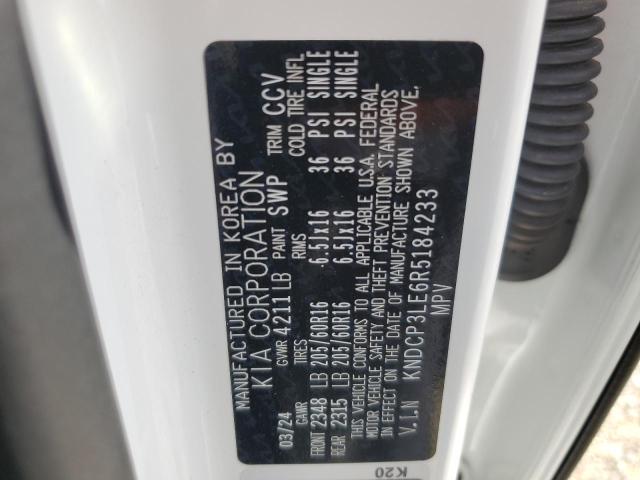 MANUFACTURED IN KOREA BY
KIA CORPORATION
03/24 GVWR 4211 LB PAINT SWP TRIM CCV
GAWR TIRES RIMS COLD TIRE INFL
FRONT 2348 LB 205/60R16 6.5Jx16 36 PSI SINGLE
REAR 2315 LB 205/60R16 6.5Jx16 36 PSI SINGLE
THIS VEHICLE CONFORMS TO ALL APPLICABLE U.S.A. FEDERAL
MOTOR VEHICLE SAFETY AND THEFT PREVENTION STANDARDS
IN EFFECT ON THE DATE OF MANUFACTURE SHOWN ABOVE.
V.I.N KNDCP3LE6R5184233
MPV
K20